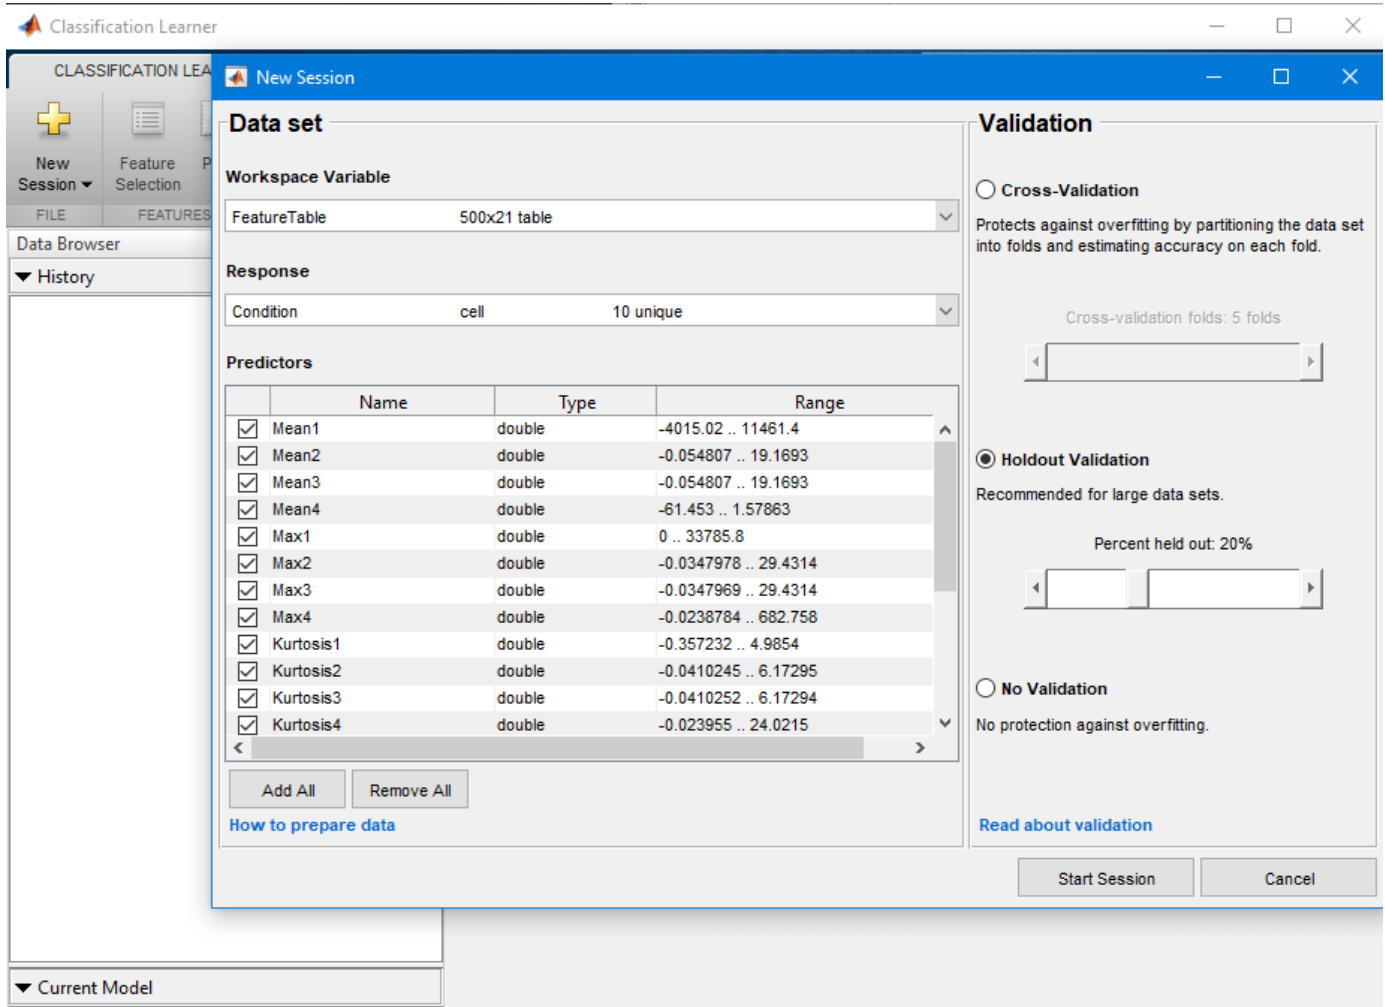 Classification Learner
CLASSIFICATION LEA
New Session
New
Session
Feature
Selection
P
FILE
FEATURES
Data Browser
History
Current Model
Data set
Workspace Variable
FeatureTable 500x21 table
Response
Condition cell 10 unique
Predictors
Name Type Range
Mean1 double -4015.02 .. 11461.4
Mean2 double -0.054807 .. 19.1693
Mean3 double -0.054807 .. 19.1693
Mean4 double -61.453 .. 1.57863
Max1 double 0 .. 33785.8
Max2 double -0.0347978 .. 29.4314
Max3 double -0.0347969 .. 29.4314
Max4 double -0.0238784 .. 682.758
Kurtosis1 double -0.357232 .. 4.9854
Kurtosis2 double -0.0410245 .. 6.17295
Kurtosis3 double -0.0410252 .. 6.17294
Kurtosis4 double -0.023955 .. 24.0215
Add All
Remove All
How to prepare data
Validation
Cross-Validation
Protects against overfitting by partitioning the data set
into folds and estimating accuracy on each fold.
Cross-validation folds: 5 folds
Holdout Validation
Recommended for large data sets.
Percent held out: 20%
No Validation
No protection against overfitting.
Read about validation
Start Session
Cancel